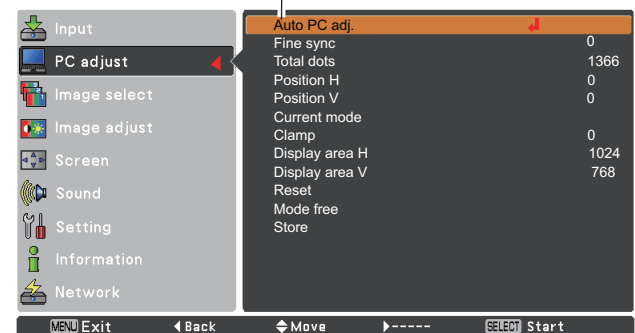 Input
PC adjust
Image select
Image adjust
Screen
Sound
Setting
Information
Network
Auto PC adj.
Fine sync 0
Total dots 1366
Position H 0
Position V 0
Current mode
Clamp 0
Display area H 1024
Display area V 768
Reset
Mode free
Store
MENU Exit Back Move ----- SELECT Start